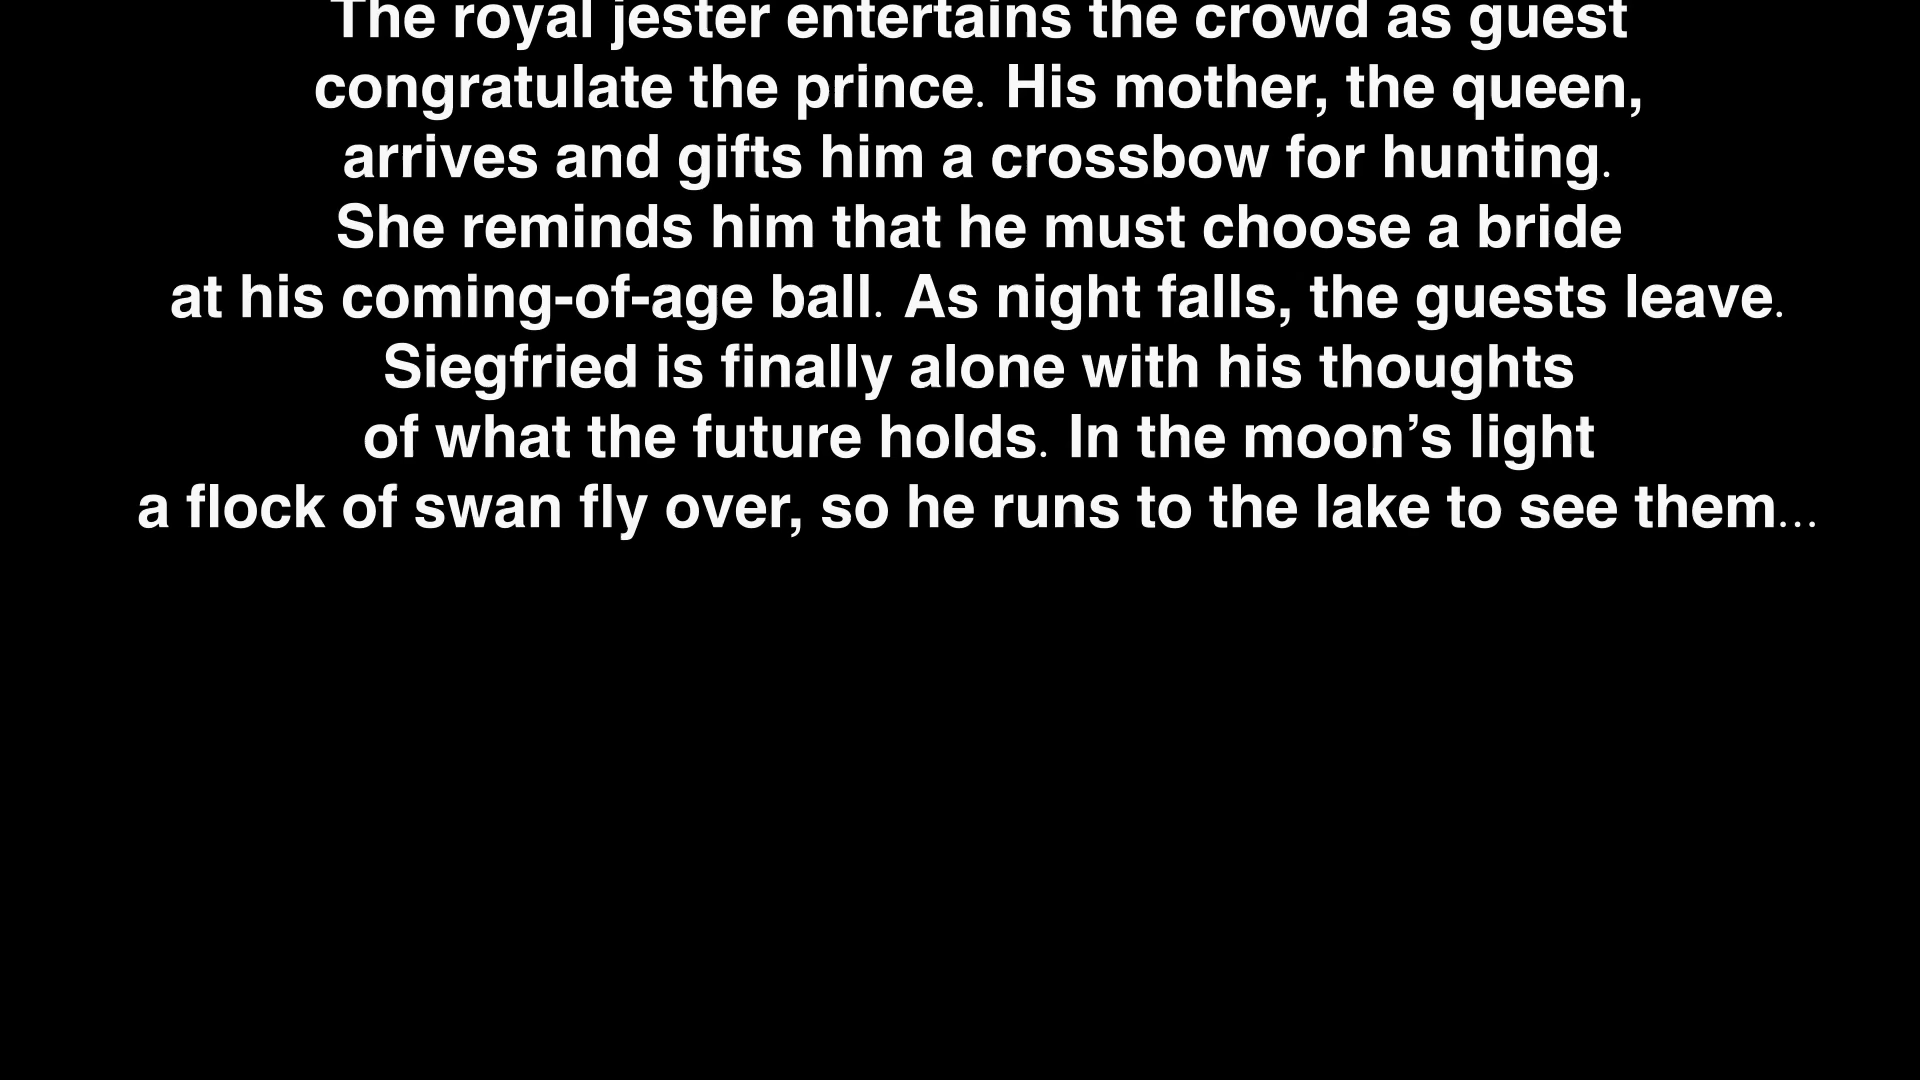 The royal jester entertains the crowd as guest
congratulate the prince. His mother, the queen,
arrives and gifts him a crossbow for hunting.
She reminds him that he must choose a bride
at his coming-of-age ball. As night falls, the guests leave.
Siegfried is finally alone with his thoughts
of what the future holds. In the moon’s light
a flock of swan fly over, so he runs to the lake to see them...